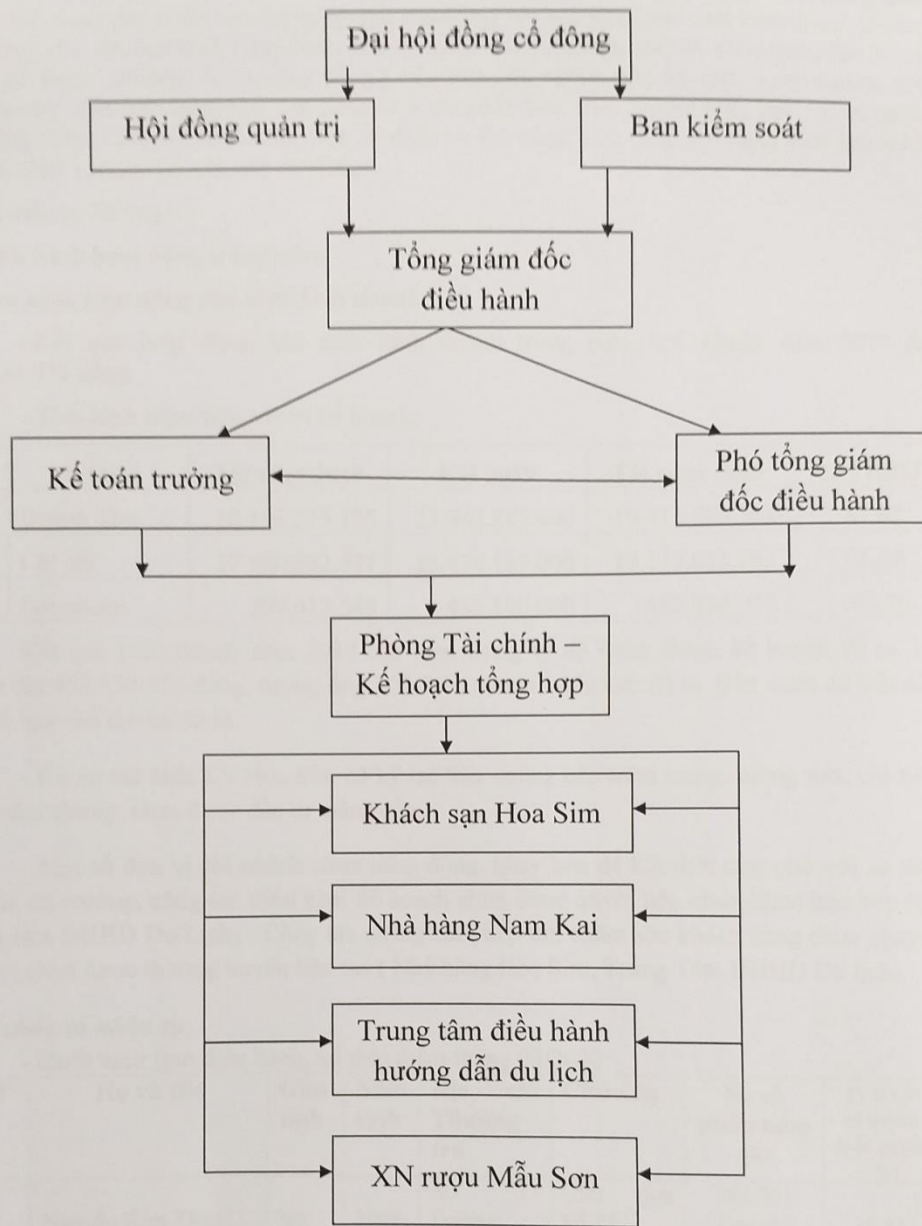 Đại hội đồng cổ đông
Hội đồng quản trị
Ban kiểm soát
Tổng giám đốc
điều hành
Kế toán trưởng
Phó tổng giám
đốc điều hành
Phòng Tài chính –
Kế hoạch tổng hợp
Khách sạn Hoa Sim
Nhà hàng Nam Kai
Trung tâm điều hành
hướng dẫn du lịch
XN rượu Mẫu Sơn